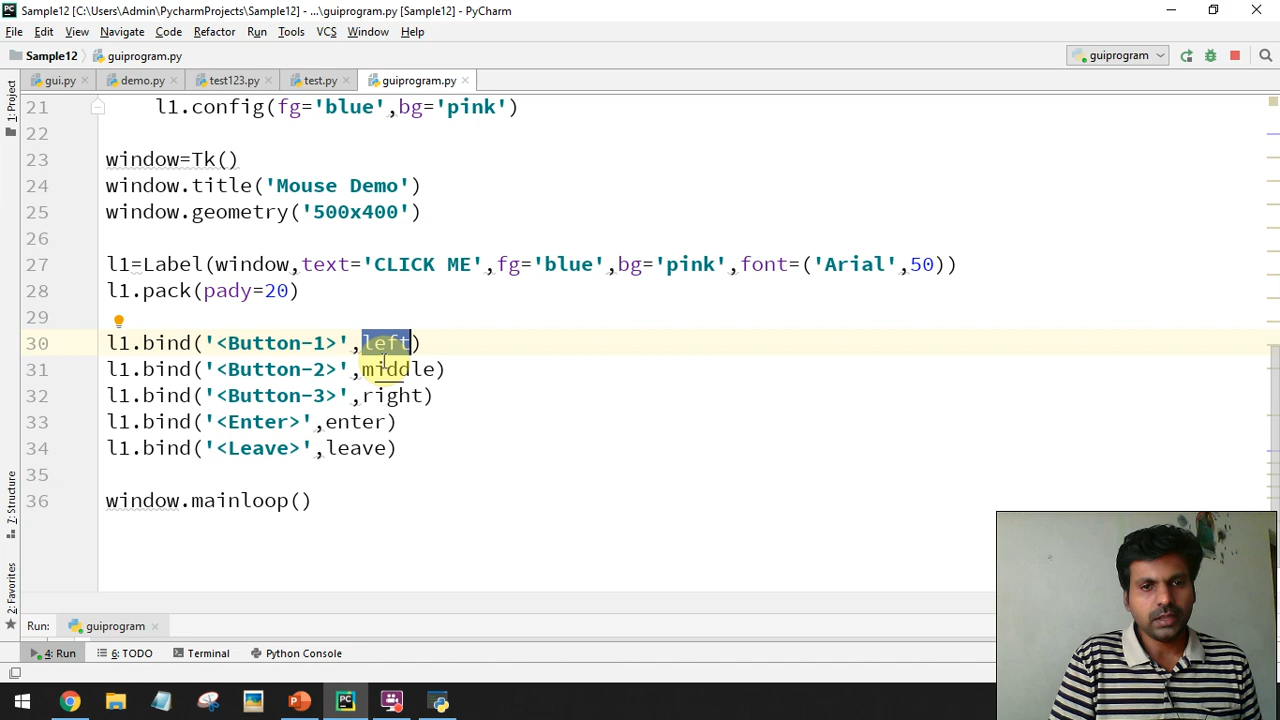 Sample12 [C:\Users\Admin\PycharmProjects\Sample12] - ...\guiprogram.py [Sample12] - PyCharm
File Edit View Navigate Code Refactor Run Tools VCS Window Help
Sample12 guiprogram.py guiprogram
gui.py demo.py test123.py test.py guiprogram.py
1: Project
21 l1.config(fg='blue',bg='pink')
22
23 window=Tk()
24 window.title('Mouse Demo')
25 window.geometry('500x400')
26
27 l1=Label(window,text='CLICK ME',fg='blue',bg='pink',font=('Arial',50))
28 l1.pack(pady=20)
29
30 l1.bind('<Button-1>',left)
31 l1.bind('<Button-2>',middle)
32 l1.bind('<Button-3>',right)
33 l1.bind('<Enter>',enter)
34 l1.bind('<Leave>',leave)
35
36 window.mainloop()
7: Structure
2: Favorites
Run: guiprogram
4: Run 6: TODO Terminal Python Console